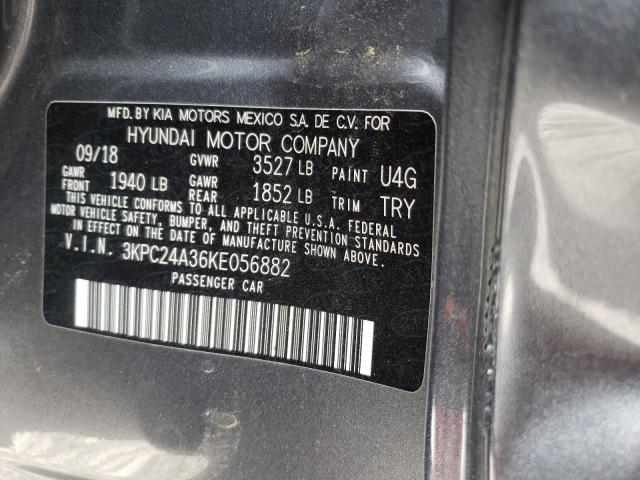 MFD. BY KIA MOTORS MEXICO S.A. DE C.V. FOR
HYUNDAI MOTOR COMPANY
09/18 GVWR 3527 LB PAINT U4G
GAWR FRONT 1940 LB GAWR REAR 1852 LB TRIM TRY
THIS VEHICLE CONFORMS TO ALL APPLICABLE U.S.A. FEDERAL
MOTOR VEHICLE SAFETY, BUMPER, AND THEFT PREVENTION STANDARDS
IN EFFECT ON THE DATE OF MANUFACTURE SHOWN ABOVE.
V.I.N. 3KPC24A36KE056882
PASSENGER CAR